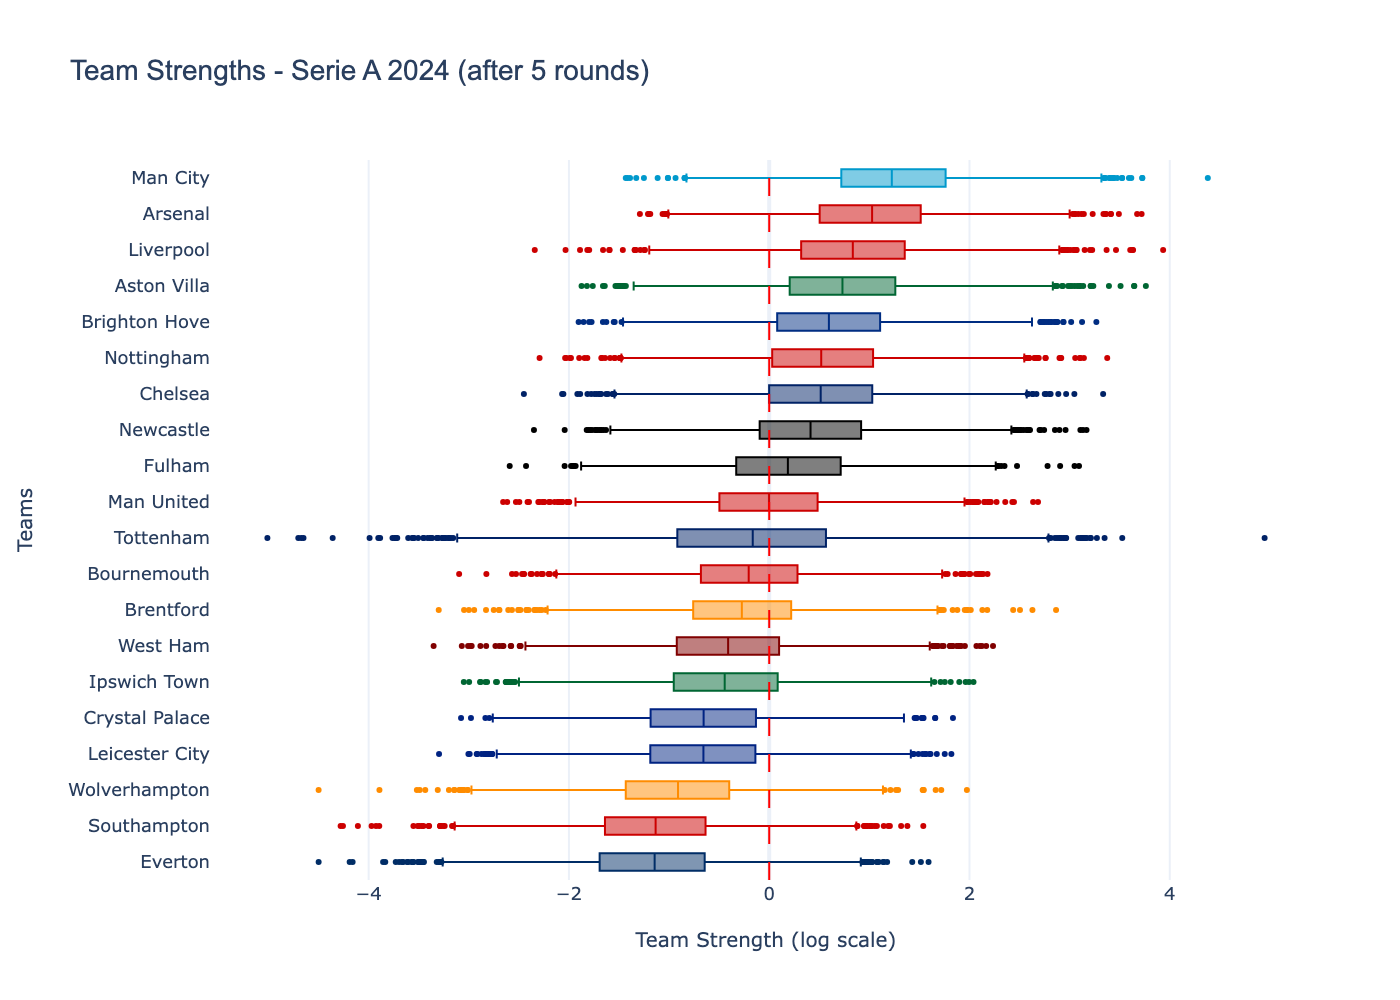 Team Strengths - Serie A 2024 (after 5 rounds)
Man City
Arsenal
Liverpool
Aston Villa
Brighton Hove
Nottingham
Chelsea
Newcastle
Fulham
Man United
Tottenham
Bournemouth
Brentford
West Ham
Ipswich Town
Crystal Palace
Leicester City
Wolverhampton
Southampton
Everton
Teams
−4 −2 0 2 4
Team Strength (log scale)